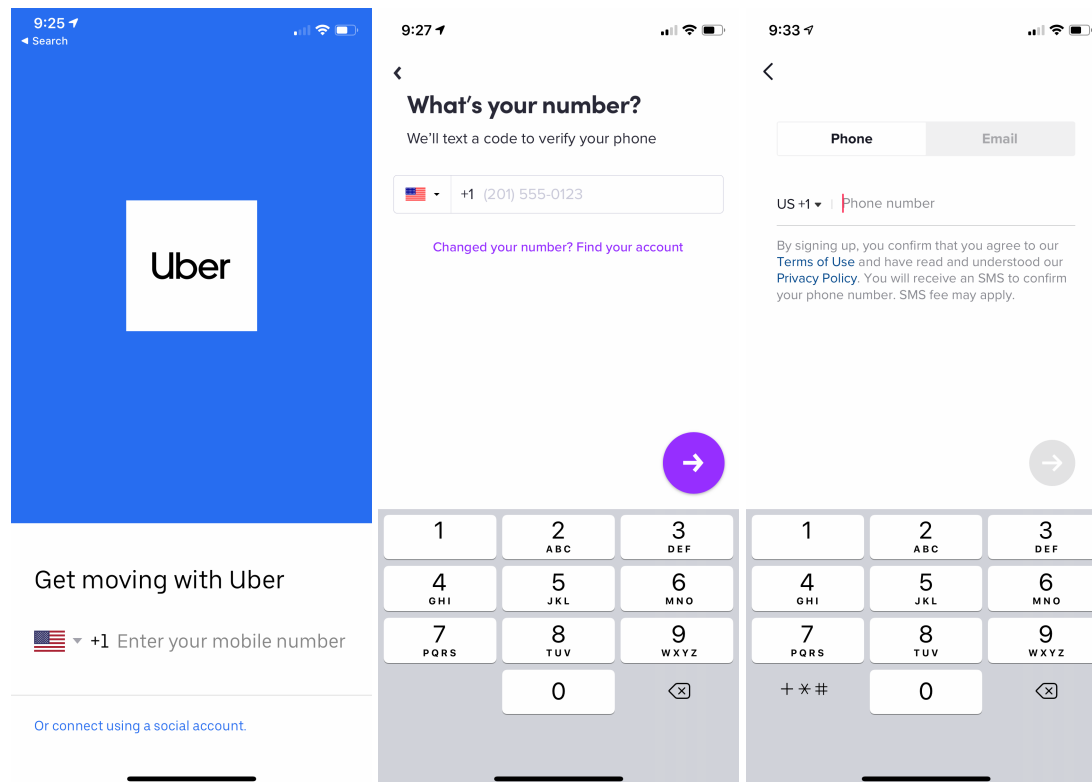 9:25
◀ Search
Uber
Get moving with Uber
+1 Enter your mobile number
Or connect using a social account.
9:27
What's your number?
We'll text a code to verify your phone
+1 (201) 555-0123
Changed your number? Find your account
1
2
ABC
3
DEF
4
GHI
5
JKL
6
MNO
7
PQRS
8
TUV
9
WXYZ
0
9:33
Phone
Email
US +1 Phone number
By signing up, you confirm that you agree to our
Terms of Use and have read and understood our
Privacy Policy. You will receive an SMS to confirm
your phone number. SMS fee may apply.
1
2
ABC
3
DEF
4
GHI
5
JKL
6
MNO
7
PQRS
8
TUV
9
WXYZ
+*#
0